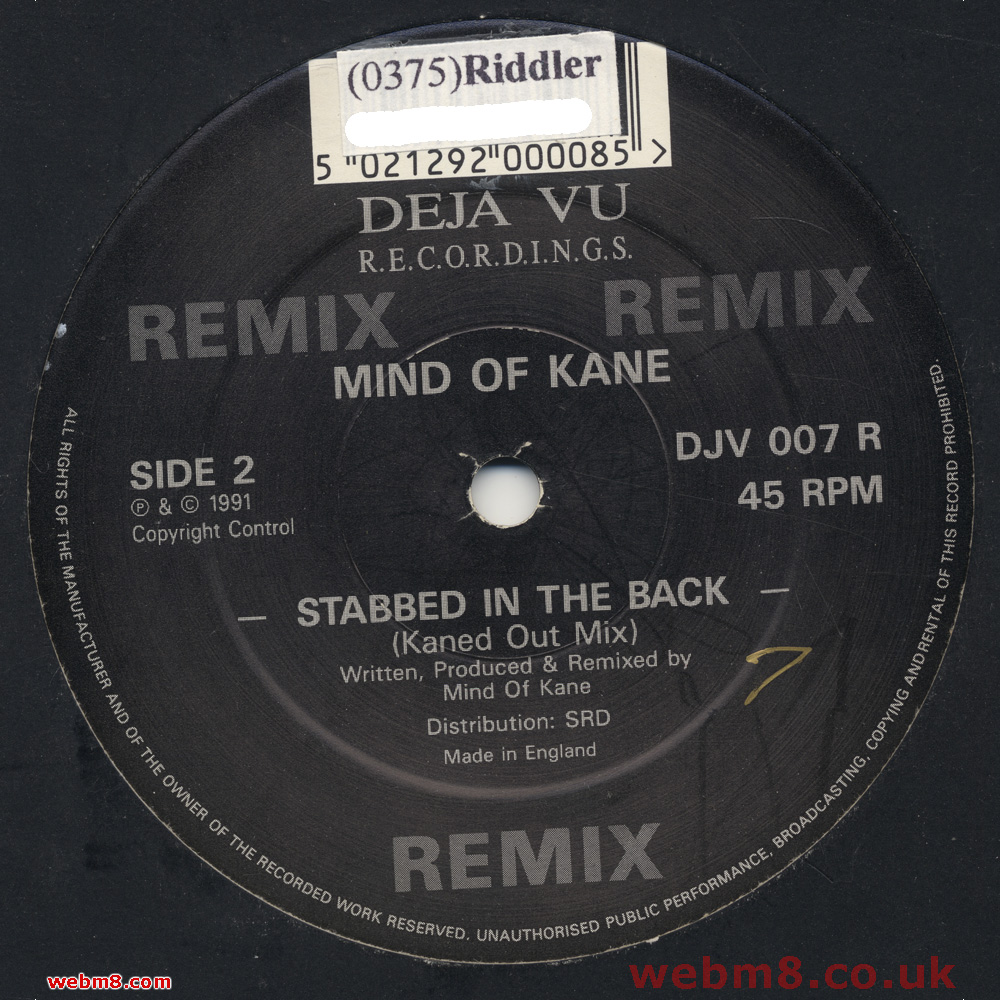 (0375)Riddler
5 "021292"000085" >
DEJA VU
R.E.C.O.R.D.I.N.G.S.
REMIX REMIX
MIND OF KANE
SIDE 2
Ⓟ & © 1991
Copyright Control
DJV 007 R
45 RPM
— STABBED IN THE BACK —
(Kaned Out Mix)
Written, Produced & Remixed by
Mind Of Kane
Distribution: SRD
Made in England
7
REMIX
ALL RIGHTS OF THE MANUFACTURER AND OF THE OWNER OF THE RECORDED WORK RESERVED. UNAUTHORISED PUBLIC PERFORMANCE, BROADCASTING, COPYING AND RENTAL OF THIS RECORD PROHIBITED.
webm8.com
webm8.co.uk